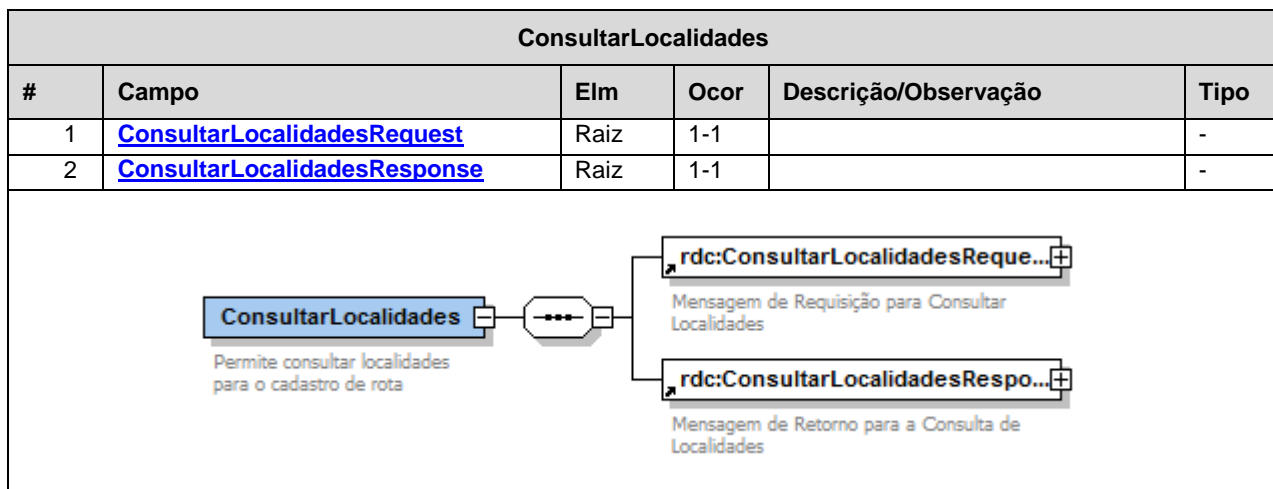 ConsultarLocalidades
# Campo Elm Ocor Descrição/Observação Tipo
1 ConsultarLocalidadesRequest Raiz 1-1 -
2 ConsultarLocalidadesResponse Raiz 1-1 -
rdc:ConsultarLocalidadesReque...
Mensagem de Requisição para Consultar
Localidades
ConsultarLocalidades
Permite consultar localidades
para o cadastro de rota
rdc:ConsultarLocalidadesRespo...
Mensagem de Retorno para a Consulta de
Localidades